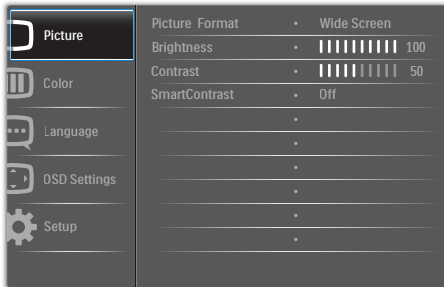 Picture
Color
Language
OSD Settings
Setup
Picture Format • Wide Screen
Brightness • 100
Contrast • 50
SmartContrast • Off
•
•
•
•
•
•